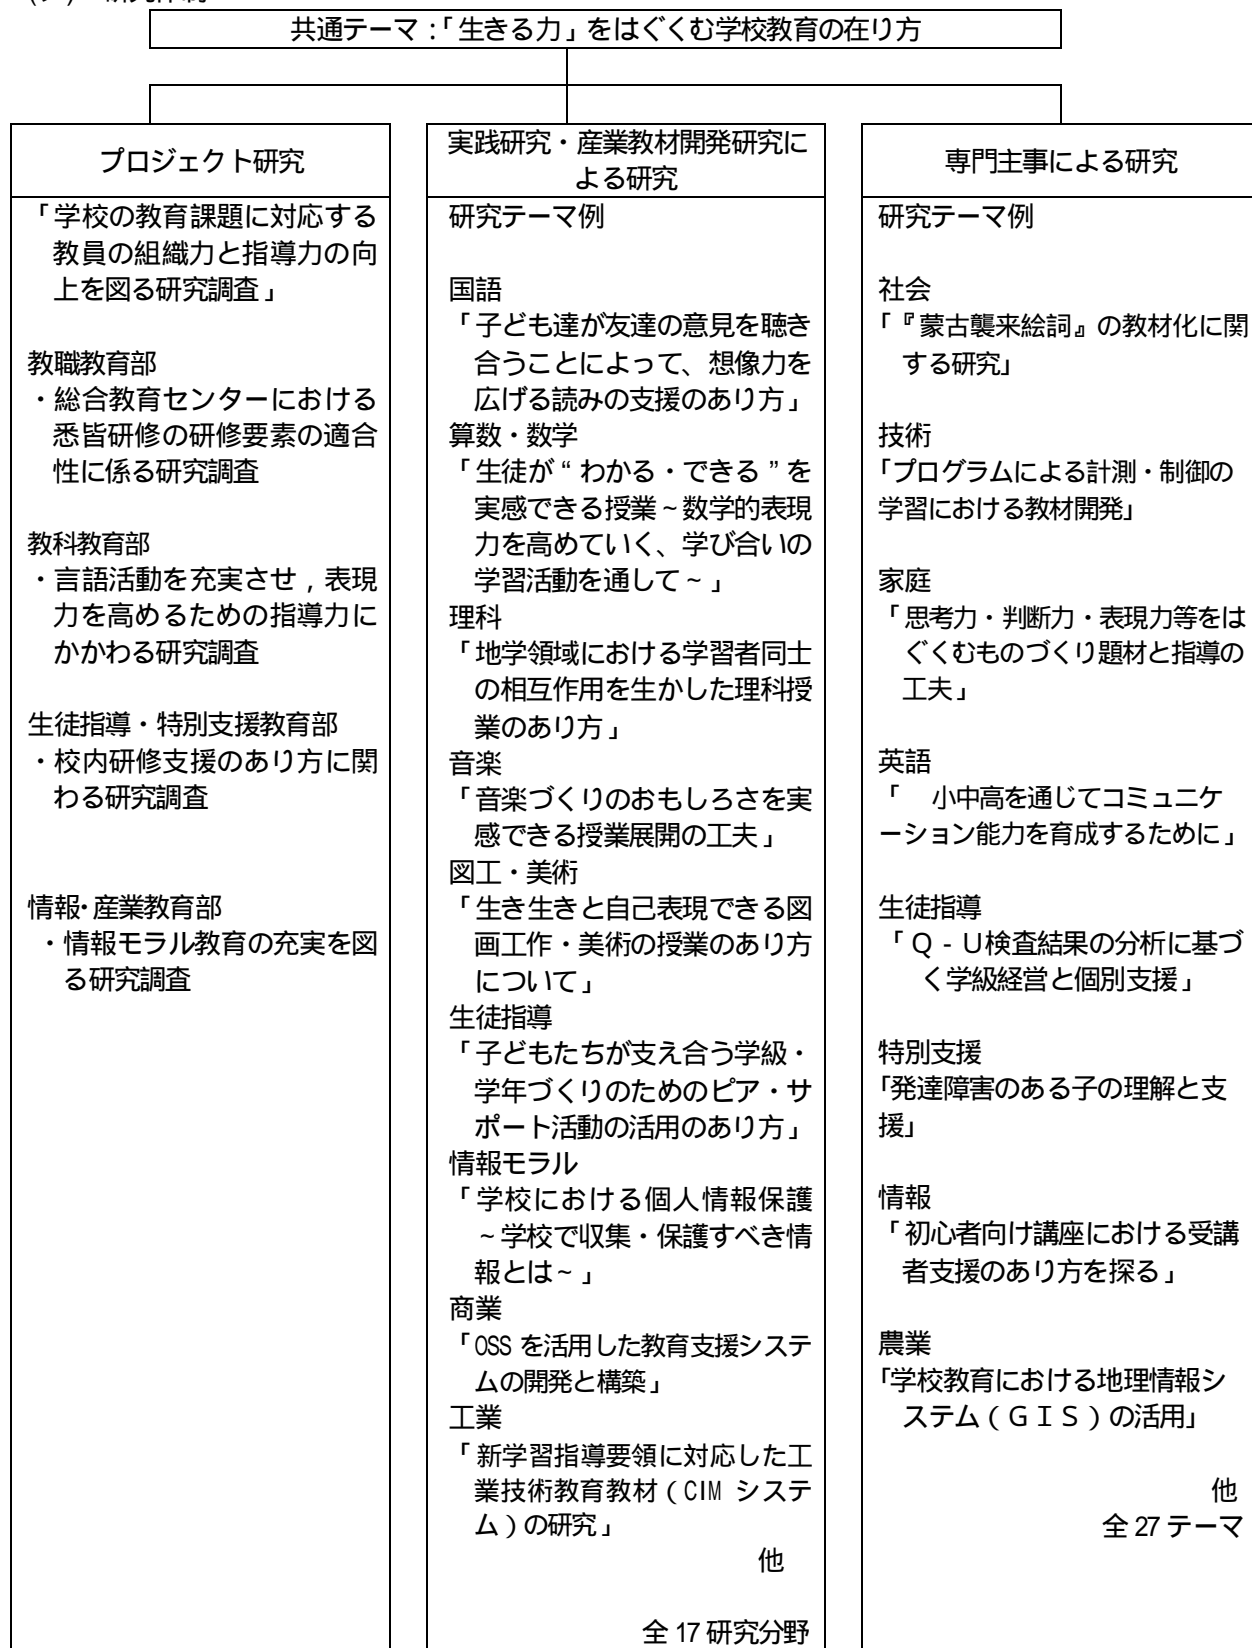 共通テーマ：「生きる力」をはぐくむ学校教育の在り方
プロジェクト研究
「学校の教育課題に対応する
教員の組織力と指導力の向
上を図る研究調査」
教職教育部
・総合教育センターにおける
悉皆研修の研修要素の適合
性に係る研究調査
教科教育部
・言語活動を充実させ，表現
力を高めるための指導力に
かかわる研究調査
生徒指導・特別支援教育部
・校内研修支援のあり方に関
わる研究調査
情報・産業教育部
・情報モラル教育の充実を図
る研究調査
実践研究・産業教材開発研究に
よる研究
研究テーマ例
国語
「子ども達が友達の意見を聴き
合うことによって、想像力を
広げる読みの支援のあり方」
算数・数学
「生徒が“わかる・できる”を
実感できる授業～数学的表現
力を高めていく、学び合いの
学習活動を通して～」
理科
「地学領域における学習者同士
の相互作用を生かした理科授
業のあり方」
音楽
「音楽づくりのおもしろさを実
感できる授業展開の工夫」
図工・美術
「生き生きと自己表現できる図
画工作・美術の授業のあり方
について」
生徒指導
「子どもたちが支え合う学級・
学年づくりのためのピア・サ
ポート活動の活用のあり方」
情報モラル
「学校における個人情報保護
～学校で収集・保護すべき情
報とは～」
商業
「OSS を活用した教育支援システ
ムの開発と構築」
工業
「新学習指導要領に対応した工
業技術教育教材（CIM システ
ム）の研究」
他
全 17 研究分野
専門主事による研究
研究テーマ例
社会
「『蒙古襲来絵詞』の教材化に関
する研究」
技術
「プログラムによる計測・制御の
学習における教材開発」
家庭
「思考力・判断力・表現力等をは
ぐくむものづくり題材と指導の
工夫」
英語
「　小中高を通じてコミュニケ
ーション能力を育成するために」
生徒指導
「Ｑ‐Ｕ検査結果の分析に基づ
く学級経営と個別支援」
特別支援
「発達障害のある子の理解と支
援」
情報
「初心者向け講座における受講
者支援のあり方を探る」
農業
「学校教育における地理情報シ
ステム（ＧＩＳ）の活用」
他
全 27 テーマ